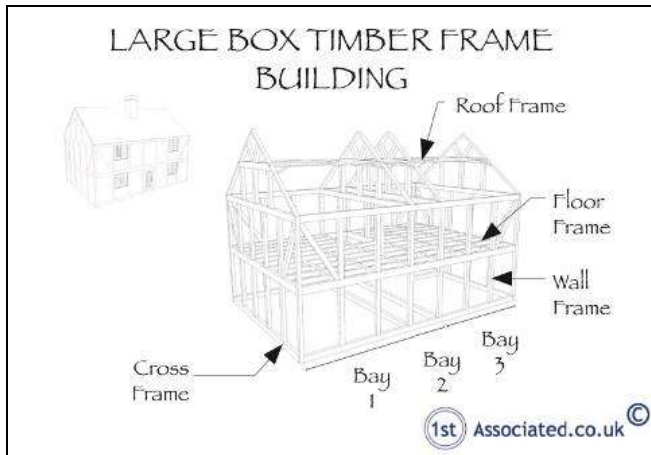 LARGE BOX TIMBER FRAME
BUILDING
Roof Frame
Floor
Frame
Wall
Frame
Cross
Frame
Bay
1
Bay
2
Bay
3
1st Associated.co.uk ©